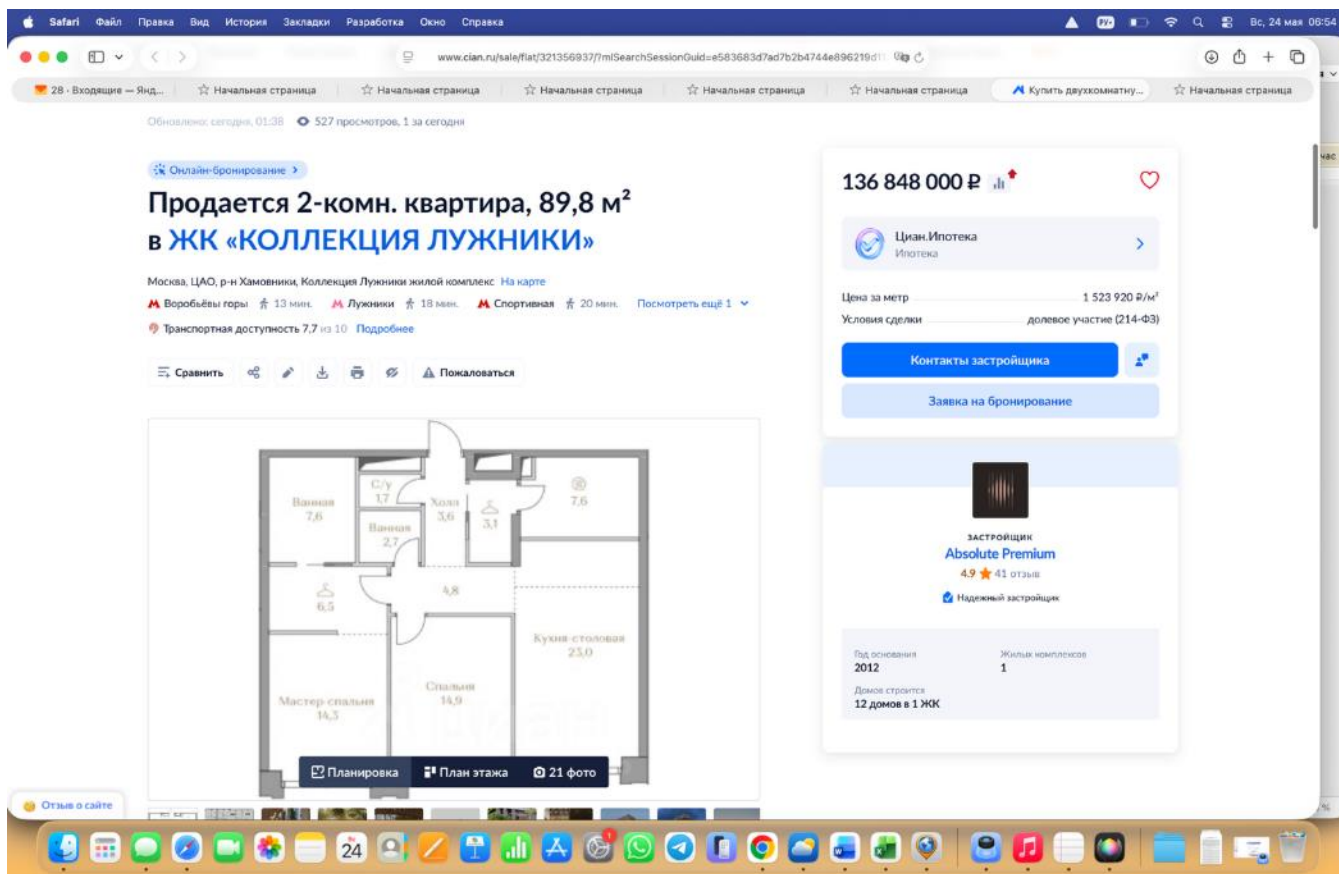 Safari Файл Правка Вид История Закладки Разработка Окно Справка
Вс, 24 мая 06:54
www.cian.ru/sale/flat/321356937/?mlSearchSessionGuid=e583683d7ad7b2b4744e896219d1
28 · Входящие — Янд...
Начальная страница
Начальная страница
Начальная страница
Начальная страница
Начальная страница
Купить двухкомнатну...
Начальная страница
Обновлено: сегодня, 01:38 527 просмотров, 1 за сегодня
Онлайн-бронирование
Продается 2-комн. квартира, 89,8 м²
в ЖК «КОЛЛЕКЦИЯ ЛУЖНИКИ»
Москва, ЦАО, р-н Хамовники, Коллекция Лужники жилой комплекс На карте
Воробьёвы горы 13 мин. Лужники 18 мин. Спортивная 20 мин. Посмотреть ещё 1
Транспортная доступность 7,7 из 10 Подробнее
Сравнить
Пожаловаться
Ванная
7,6
С/у
1,7
Ванная
2,7
Холл
3,6
3,1
7,6
6,5
4,8
Кухня-столовая
23,0
Мастер-спальня
14,3
Спальня
14,9
Планировка
План этажа
21 фото
136 848 000 ₽
Циан.Ипотека
Ипотека
Цена за метр 1 523 920 ₽/м²
Условия сделки долевое участие (214-ФЗ)
Контакты застройщика
Заявка на бронирование
ЗАСТРОЙЩИК
Absolute Premium
4.9 41 отзыв
Надежный застройщик
Год основания
2012
Жилых комплексов
1
Домов строится
12 домов в 1 ЖК
Отзыв о сайте
час
24
1